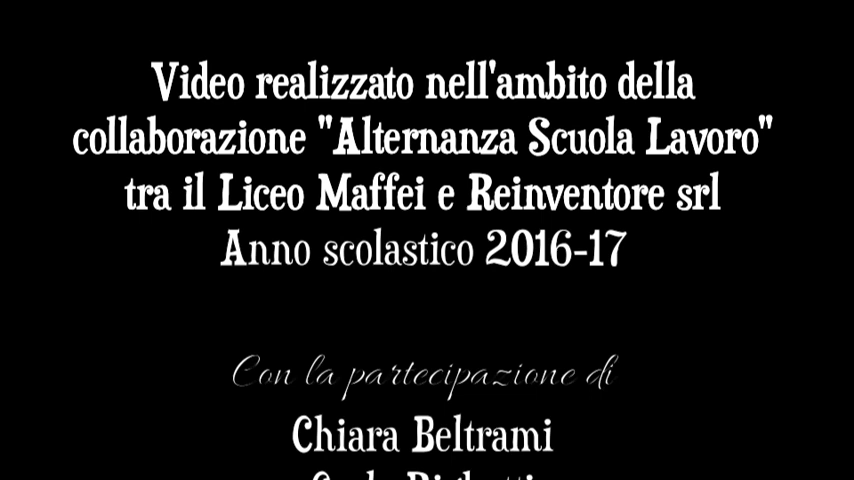 Video realizzato nell'ambito della
collaborazione "Alternanza Scuola Lavoro"
tra il Liceo Maffei e Reinventore srl
Anno scolastico 2016-17
Con la partecipazione di
Chiara Beltrami